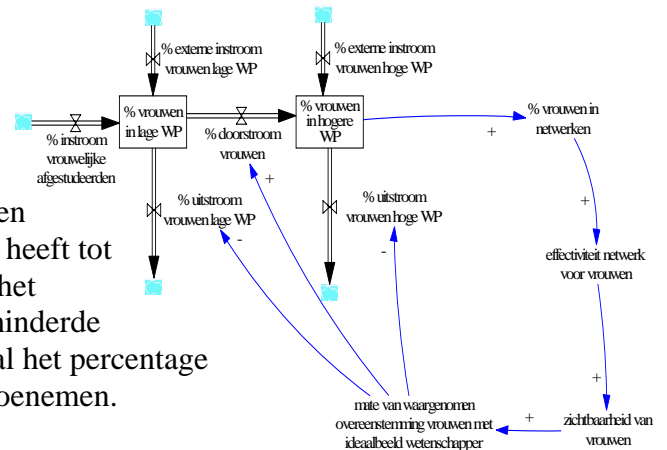 % externe instroom
vrouwen lage WP
% externe instroom
vrouwen hoge WP
% vrouwen
in lage WP
% vrouwen
in hogere
WP
% instroom
vrouwelijke
afgestudeerden
% doorstroom
vrouwen
% vrouwen in
netwerken
+
+
% uitstroom
vrouwen lage WP
-
% uitstroom
vrouwen hoge WP
-
+
effectiviteit netwerk
voor vrouwen
en
heeft tot
het
minderde
al het percentage
oenemen.
+
mate van waargenomen
overeenstemming vrouwen met
ideaalbeeld wetenschapper
+
zichtbaarheid van
vrouwen